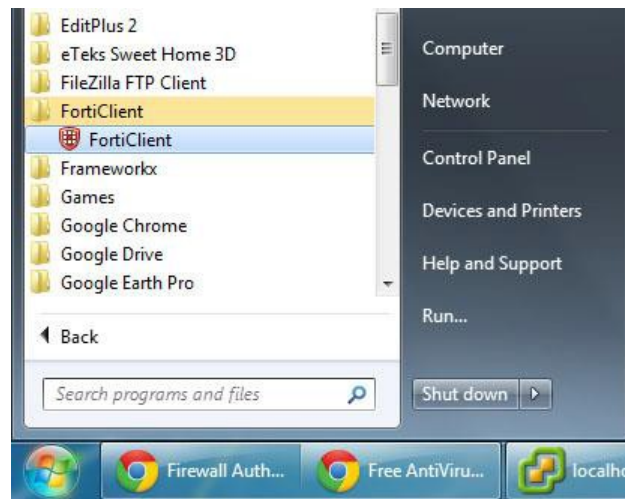 EditPlus 2
eTeks Sweet Home 3D
FileZilla FTP Client
FortiClient
FortiClient
Frameworkx
Games
Google Chrome
Google Drive
Google Earth Pro
Back
Search programs and files
Computer
Network
Control Panel
Devices and Printers
Help and Support
Run...
Shut down
Firewall Auth...
Free AntiViru...
localho